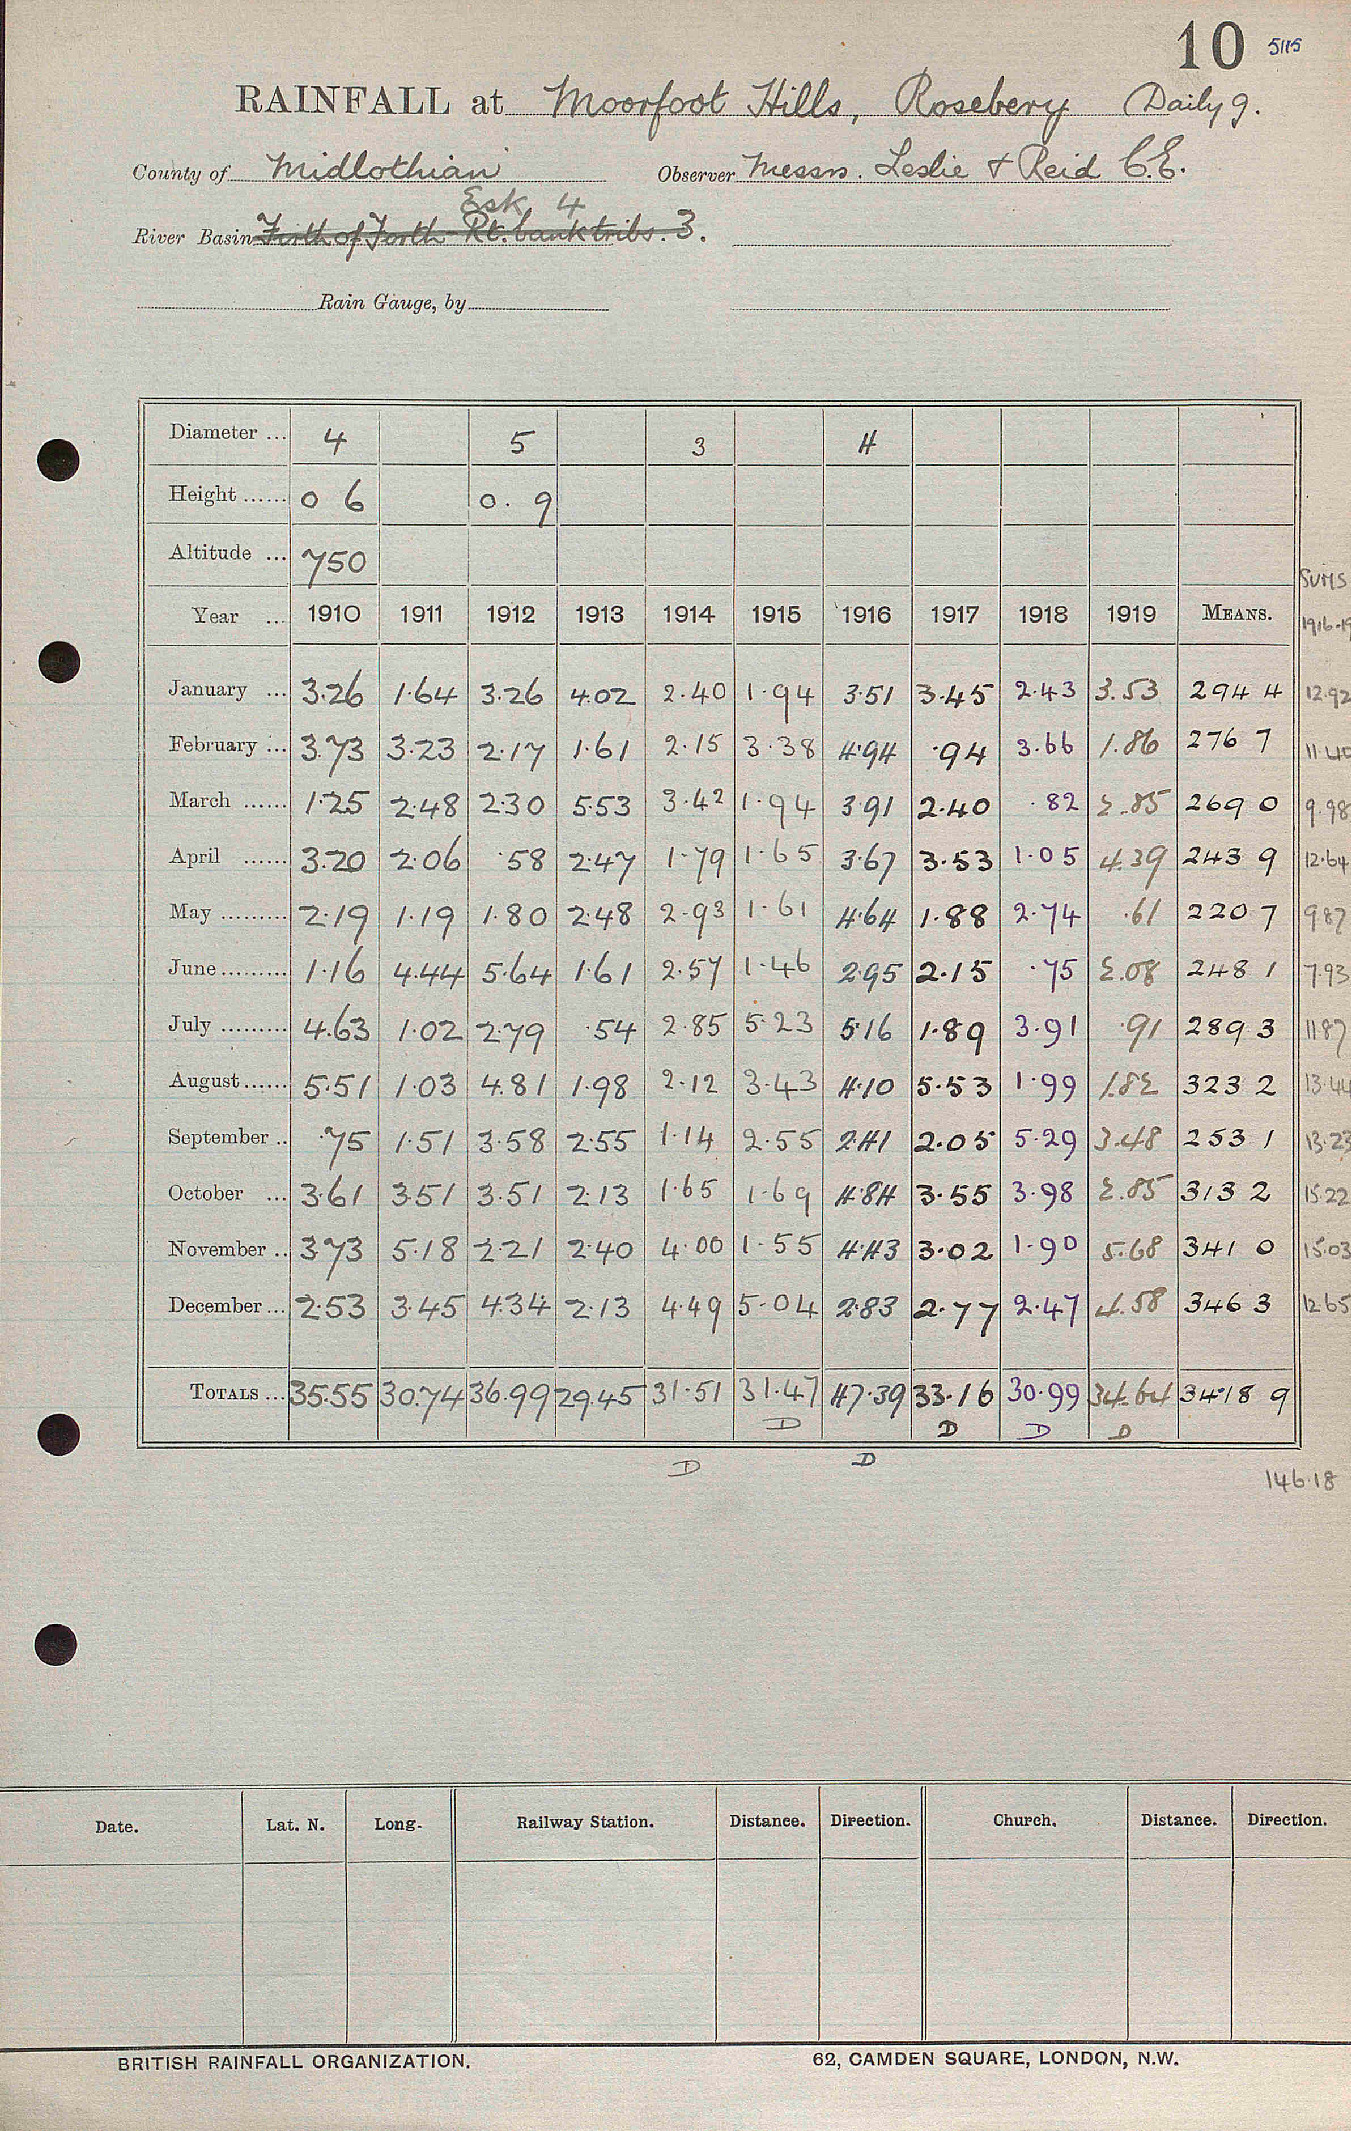 10 5115
RAINFALL at Moorfoot Hills, Rosebery (Daily 9.
County of Midlothian Observer Messrs. Leslie & Reid C.E.
Esk 4
River Basin Firth of Forth Rt. bank tribs. 3.
Rain Gauge, by
Diameter ... 4 5 3 4
Height ...... 0 6 0. 9
Altitude ... 750
SUMS
Year ... 1910 1911 1912 1913 1914 1915 1916 1917 1918 1919 MEANS. 1916-19
January ... 3.26 1.64 3.26 4.02 2.40 1.94 3.51 3.45 2.43 3.53 294 4 12.92
February ... 3.73 3.23 2.17 1.61 2.15 3.38 4.94 .94 3.66 1.86 276 7 11.40
March ...... 1.25 2.48 2.30 5.53 3.42 1.94 3.91 2.40 .82 2.85 269 0 9.98
April ...... 3.20 2.06 .58 2.47 1.79 1.65 3.67 3.53 1.05 4.39 243 9 12.64
May ......... 2.19 1.19 1.80 2.48 2.93 1.61 4.64 1.88 2.74 .61 220 7 9.87
June ......... 1.16 4.44 5.64 1.61 2.57 1.46 2.95 2.15 .75 2.08 248 1 7.93
July ......... 4.63 1.02 2.79 .54 2.85 5.23 5.16 1.89 3.91 .91 289 3 11.87
August ...... 5.51 1.03 4.81 1.98 2.12 3.43 4.10 5.53 1.99 1.82 323 2 13.44
September .. .75 1.51 3.58 2.55 1.14 2.55 2.41 2.05 5.29 3.48 253 1 13.23
October ... 3.61 3.51 3.51 2.13 1.65 1.69 4.84 3.55 3.98 2.85 313 2 15.22
November .. 3.73 5.18 2.21 2.40 4.00 1.55 4.43 3.02 1.90 5.68 341 0 15.03
December ... 2.53 3.45 4.34 2.13 4.49 5.04 2.83 2.77 2.47 4.58 346 3 12.65
TOTALS ... 35.55 30.74 36.99 29.45 31.51 31.47 47.39 33.16 30.99 34.64 3418 9
D D D D
D D
146.18
Date. Lat. N. Long. Railway Station. Distance. Direction. Church. Distance. Direction.
BRITISH RAINFALL ORGANIZATION. 62, CAMDEN SQUARE, LONDON, N.W.